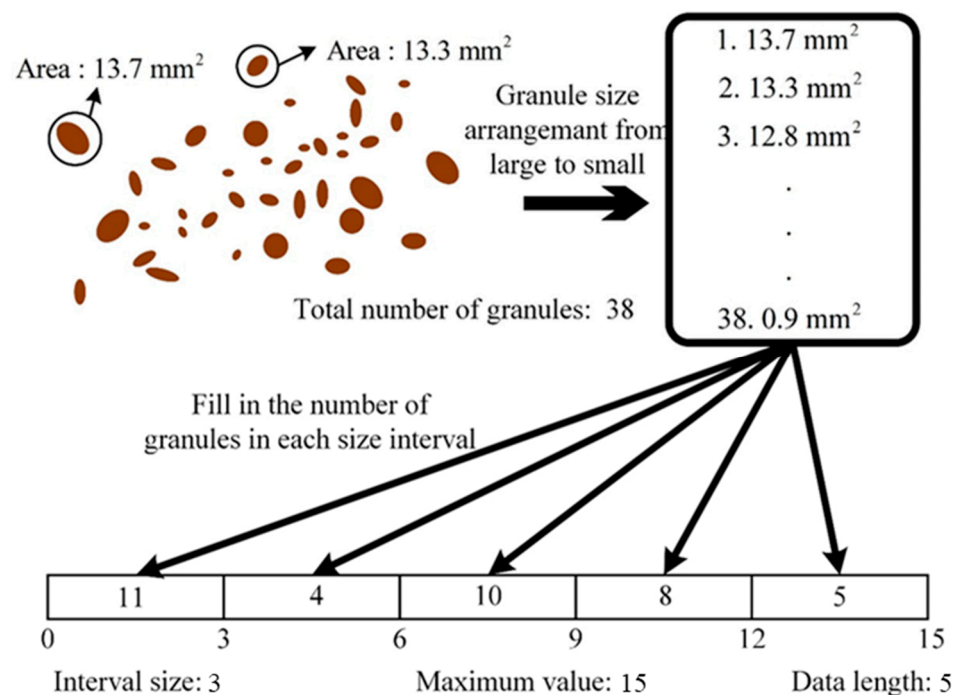 Area : 13.7 mm²
Area : 13.3 mm²
Granule size
arrangemant from
large to small
1. 13.7 mm²
2. 13.3 mm²
3. 12.8 mm²
.
.
.
38. 0.9 mm²
Total number of granules: 38
Fill in the number of
granules in each size interval
11 4 10 8 5
0 3 6 9 12 15
Interval size: 3 Maximum value: 15 Data length: 5